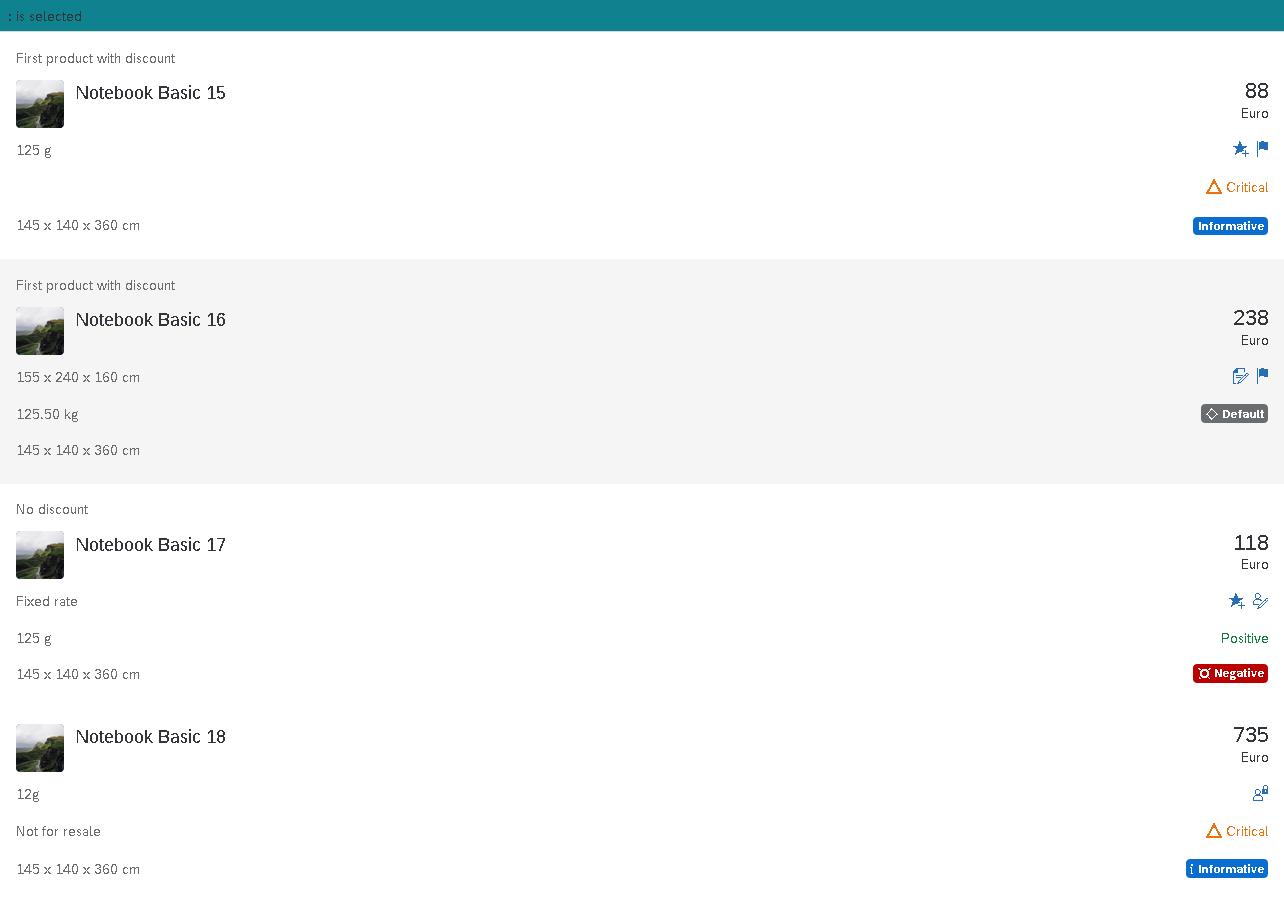 : is selected
First product with discount
Notebook Basic 15
88
Euro
125 g
Critical
145 x 140 x 360 cm
Informative
First product with discount
Notebook Basic 16
238
Euro
155 x 240 x 160 cm
125.50 kg
Default
145 x 140 x 360 cm
No discount
Notebook Basic 17
118
Euro
Fixed rate
125 g
Positive
145 x 140 x 360 cm
Negative
Notebook Basic 18
735
Euro
12g
Not for resale
Critical
145 x 140 x 360 cm
Informative